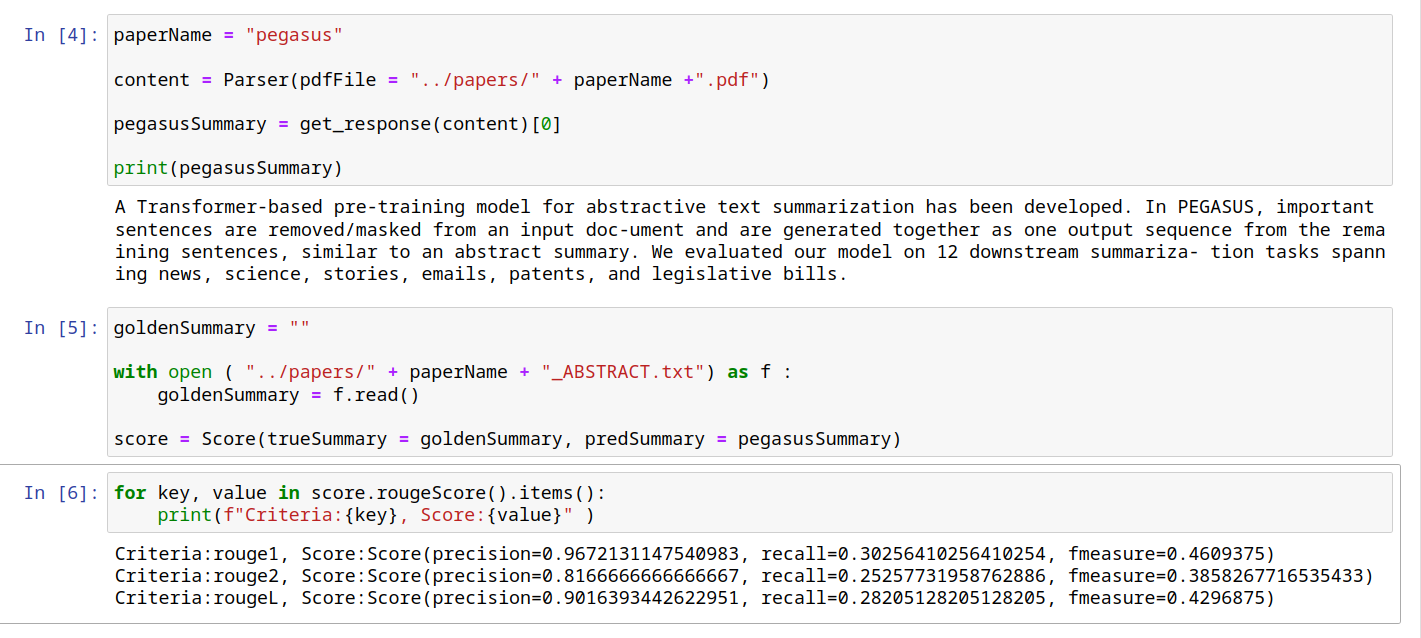 In [4]: paperName = "pegasus"
content = Parser(pdfFile = "../papers/" + paperName +".pdf")
pegasusSummary = get_response(content)[0]
print(pegasusSummary)
A Transformer-based pre-training model for abstractive text summarization has been developed. In PEGASUS, important
sentences are removed/masked from an input doc-ument and are generated together as one output sequence from the rema
ining sentences, similar to an abstract summary. We evaluated our model on 12 downstream summariza- tion tasks spann
ing news, science, stories, emails, patents, and legislative bills.
In [5]: goldenSummary = ""
with open ( "../papers/" + paperName + "_ABSTRACT.txt") as f :
goldenSummary = f.read()
score = Score(trueSummary = goldenSummary, predSummary = pegasusSummary)
In [6]: for key, value in score.rougeScore().items():
print(f"Criteria:{key}, Score:{value}" )
Criteria:rouge1, Score:Score(precision=0.9672131147540983, recall=0.30256410256410254, fmeasure=0.4609375)
Criteria:rouge2, Score:Score(precision=0.8166666666666667, recall=0.25257731958762886, fmeasure=0.3858267716535433)
Criteria:rougeL, Score:Score(precision=0.9016393442622951, recall=0.28205128205128205, fmeasure=0.4296875)